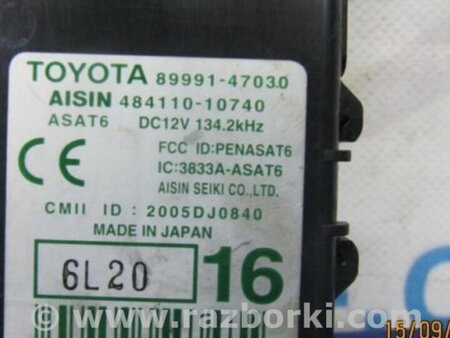 TOYOTA 89991-47030
AISIN 484110-10740
ASAT6 DC12V 134.2kHz
FCC ID:PENASAT6
IC:3833A-ASAT6
AISIN SEIKI CO.,LTD.
CE
CMII ID : 2005DJ0840
MADE IN JAPAN
6L20
16
www.razborki.com
15/09/